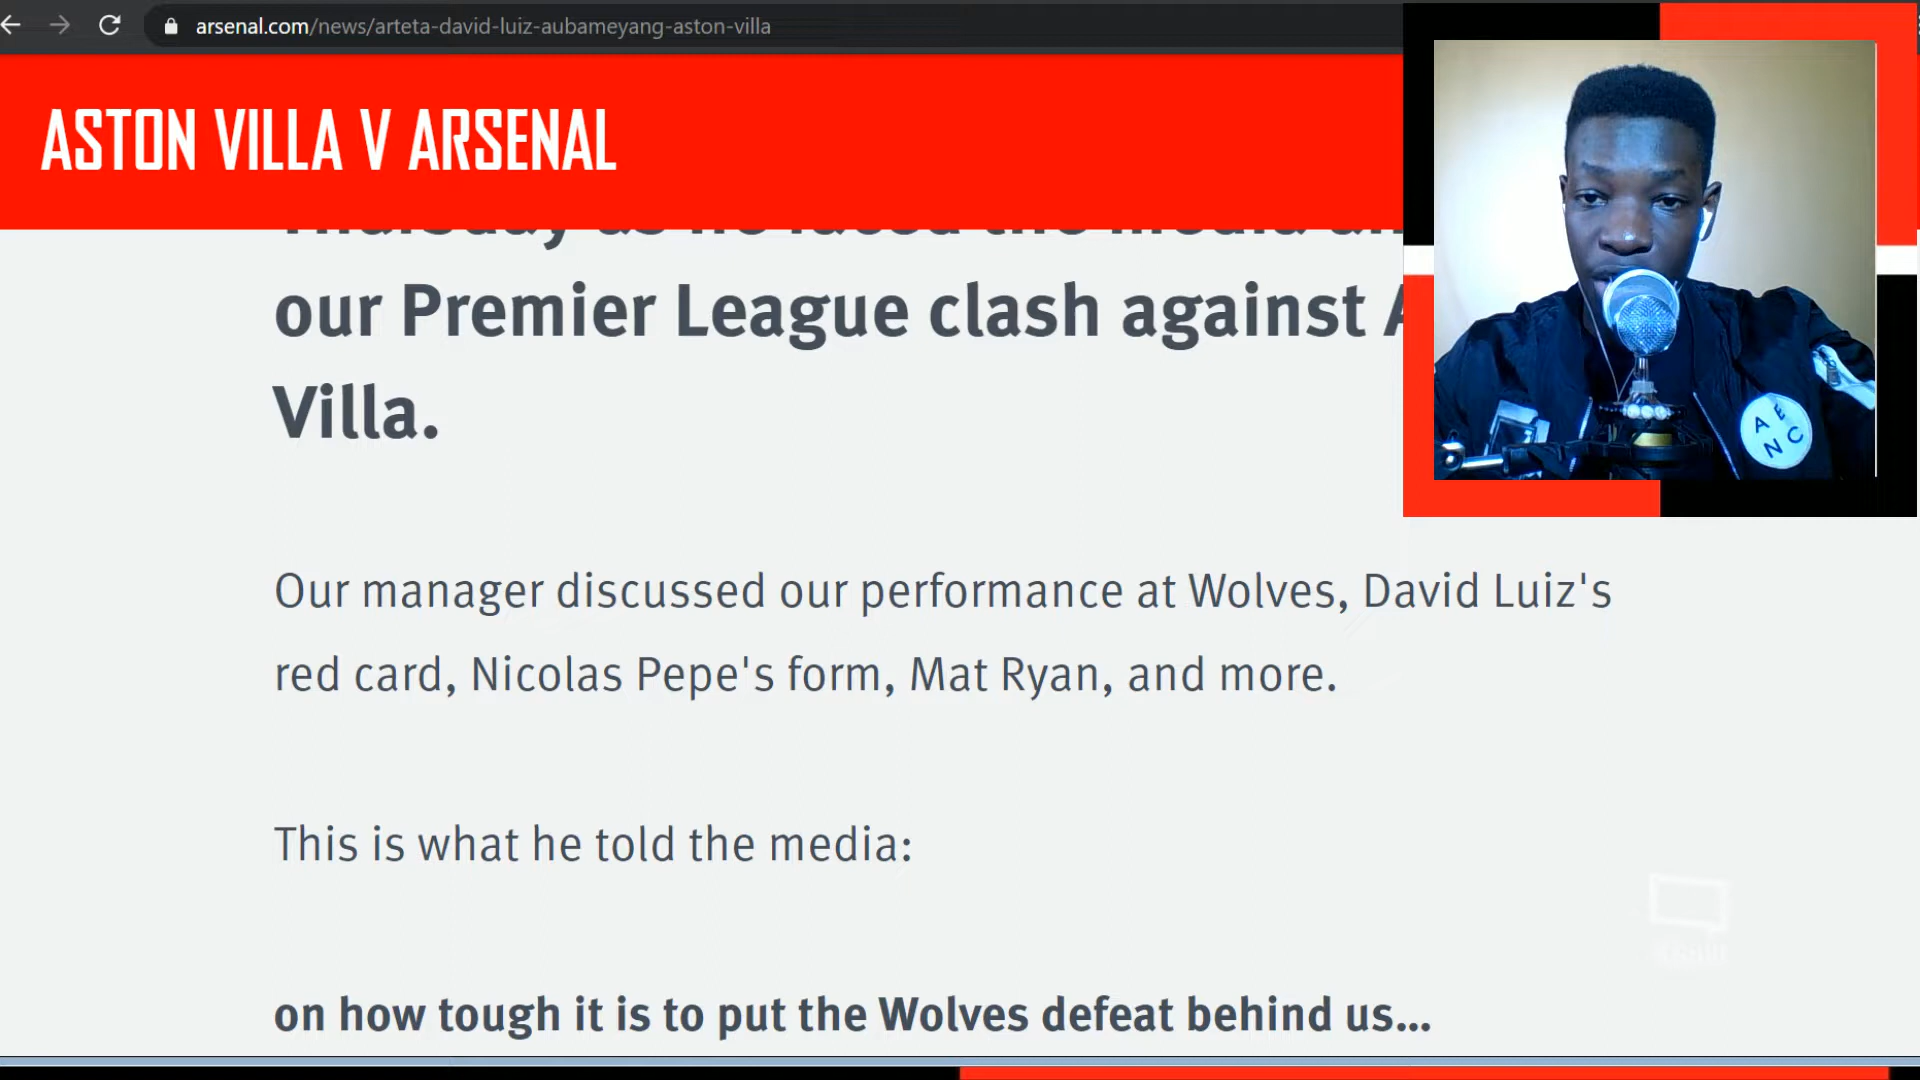 arsenal.com/news/arteta-david-luiz-aubameyang-aston-villa
ASTON VILLA V ARSENAL
our Premier League clash against
Villa.
Our manager discussed our performance at Wolves, David Luiz's
red card, Nicolas Pepe's form, Mat Ryan, and more.
This is what he told the media:
on how tough it is to put the Wolves defeat behind us...
A E
N C